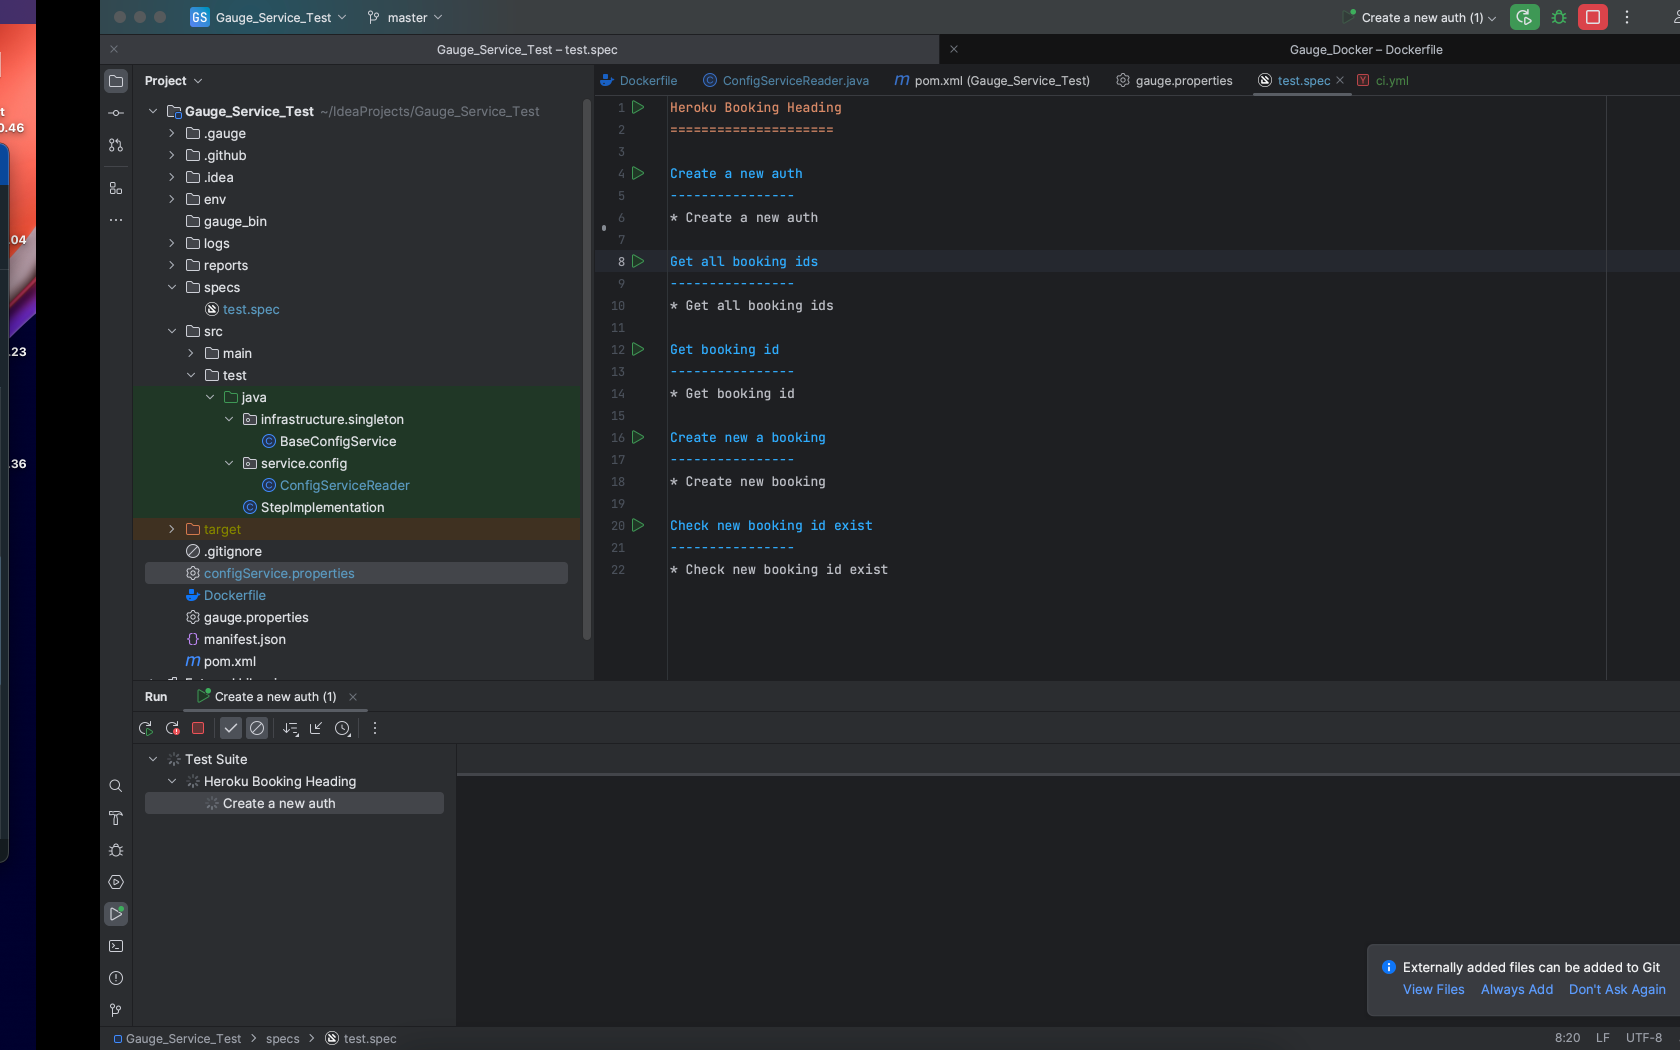 GS Gauge_Service_Test master Create a new auth (1)
Gauge_Service_Test – test.spec
Gauge_Docker – Dockerfile
Project
Dockerfile
ConfigServiceReader.java
m pom.xml (Gauge_Service_Test)
gauge.properties
test.spec
Y ci.yml
0.46
.04
.23
.36
Gauge_Service_Test ~/IdeaProjects/Gauge_Service_Test
.gauge
.github
.idea
env
gauge_bin
logs
reports
specs
test.spec
src
main
test
java
infrastructure.singleton
BaseConfigService
service.config
ConfigServiceReader
StepImplementation
target
.gitignore
configService.properties
Dockerfile
gauge.properties
manifest.json
pom.xml
1 Heroku Booking Heading
2 =====================
3
4 Create a new auth
5 ----------------
6 * Create a new auth
7
8 Get all booking ids
9 ----------------
10 * Get all booking ids
11
12 Get booking id
13 ----------------
14 * Get booking id
15
16 Create new a booking
17 ----------------
18 * Create new booking
19
20 Check new booking id exist
21 ----------------
22 * Check new booking id exist
Run
Create a new auth (1)
Test Suite
Heroku Booking Heading
Create a new auth
Externally added files can be added to Git
View Files Always Add Don't Ask Again
Gauge_Service_Test > specs > test.spec
8:20 LF UTF-8